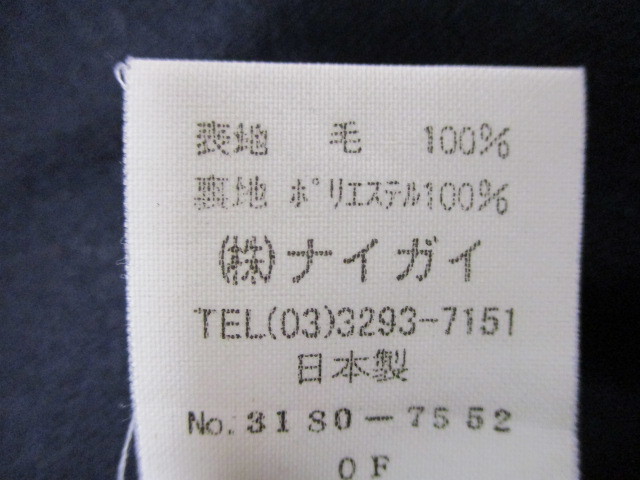 表地 毛 100%
裏地 ポリエステル100%
(株)ナイガイ
TEL(03)3293-7151
日本製
No.3180-7552
0F